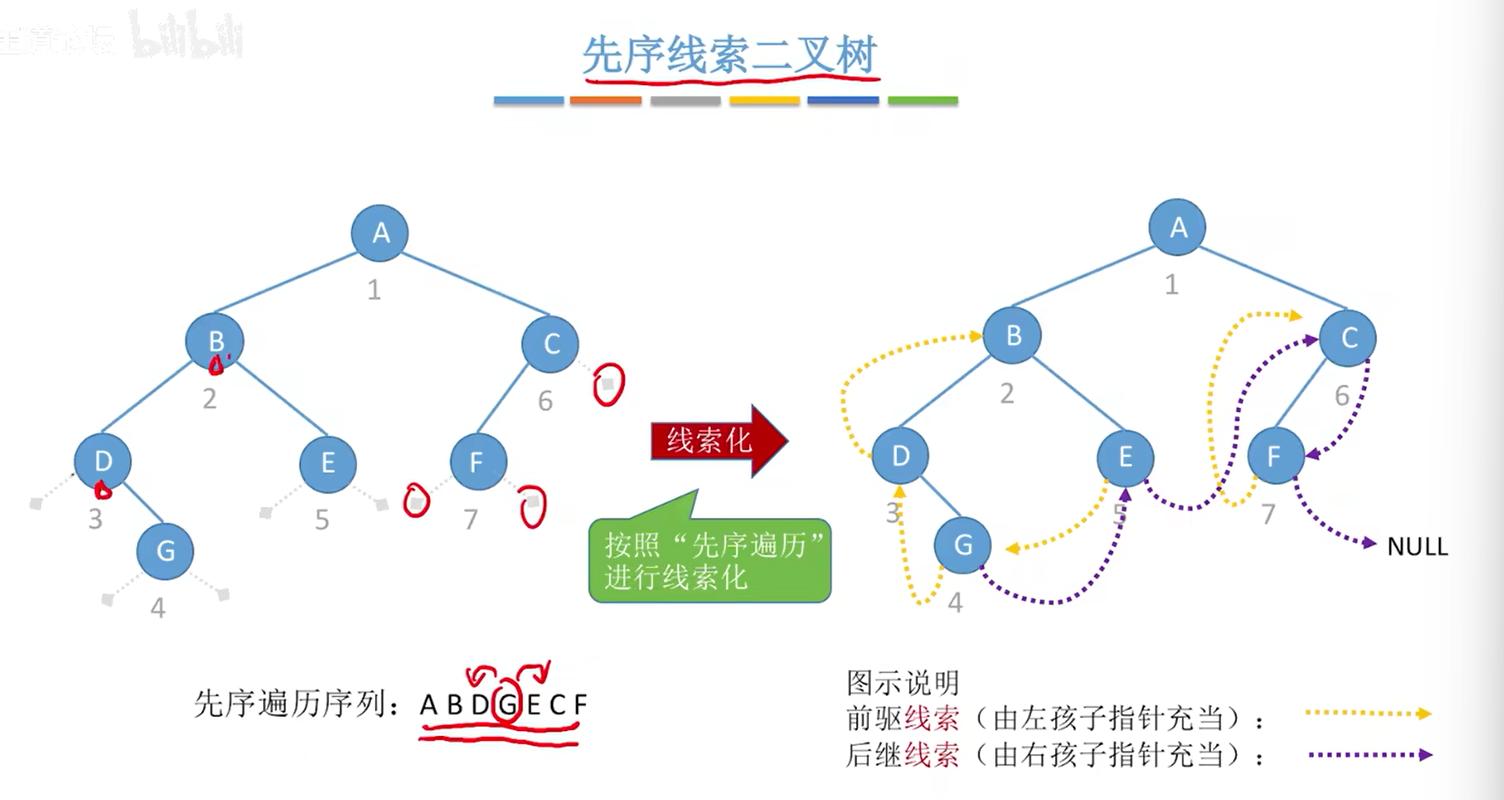 bilibili
先序线索二叉树
A
1
B
C
2
6
D
E
F
3
5
7
G
4
线索化
按照“先序遍历”
进行线索化
A
1
B
C
2
6
D
E
F
3
5
7
G
4
NULL
先序遍历序列：A B D G E C F
图示说明
前驱线索（由左孩子指针充当）：
后继线索（由右孩子指针充当）：